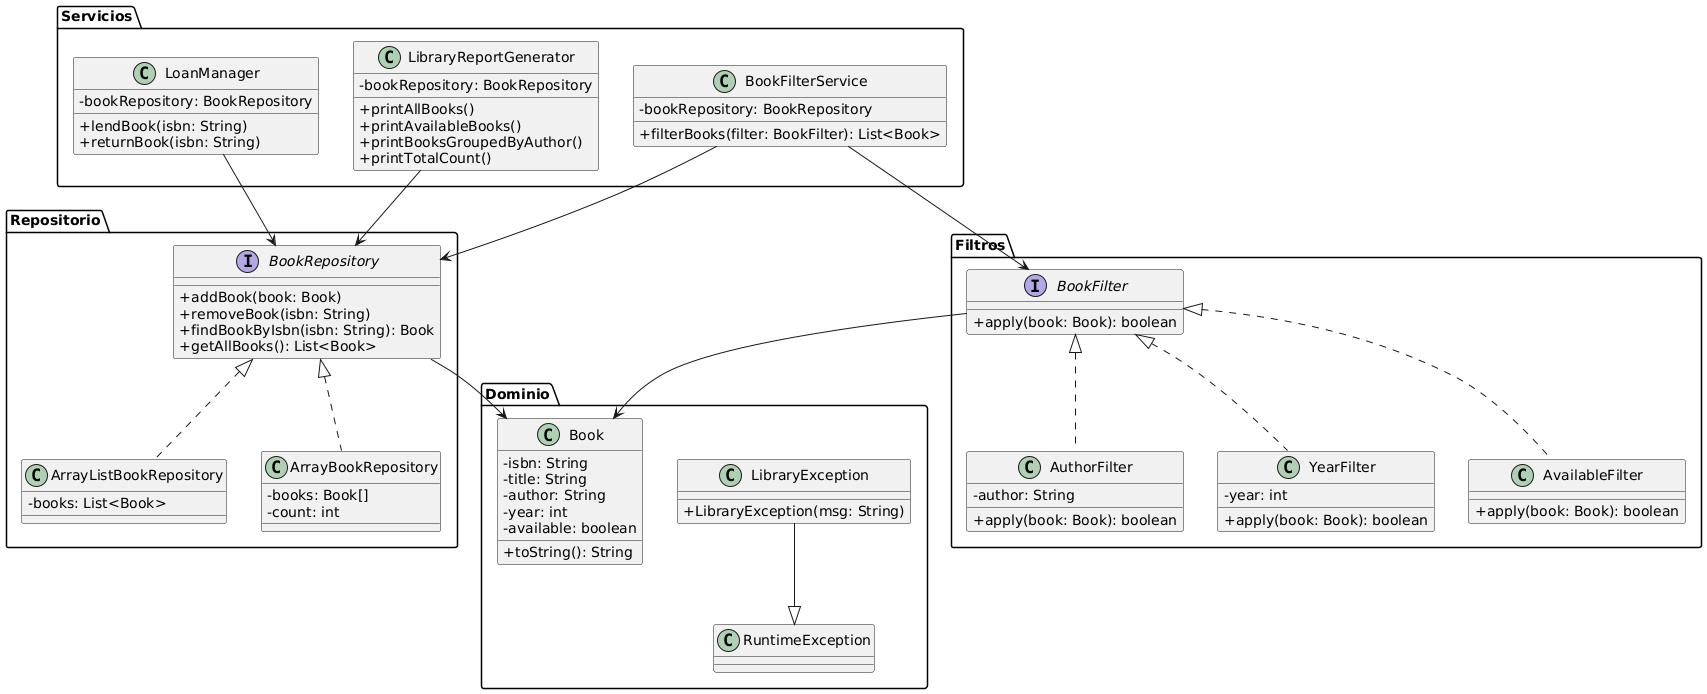 Servicios
C LoanManager
-bookRepository: BookRepository
+lendBook(isbn: String)
+returnBook(isbn: String)
C LibraryReportGenerator
-bookRepository: BookRepository
+printAllBooks()
+printAvailableBooks()
+printBooksGroupedByAuthor()
+printTotalCount()
C BookFilterService
-bookRepository: BookRepository
+filterBooks(filter: BookFilter): List<Book>
Repositorio
I BookRepository
+addBook(book: Book)
+removeBook(isbn: String)
+findBookByIsbn(isbn: String): Book
+getAllBooks(): List<Book>
C ArrayListBookRepository
-books: List<Book>
C ArrayBookRepository
-books: Book[]
-count: int
Dominio
C Book
-isbn: String
-title: String
-author: String
-year: int
-available: boolean
+toString(): String
C LibraryException
+LibraryException(msg: String)
C RuntimeException
Filtros
I BookFilter
+apply(book: Book): boolean
C AuthorFilter
-author: String
+apply(book: Book): boolean
C YearFilter
-year: int
+apply(book: Book): boolean
C AvailableFilter
+apply(book: Book): boolean